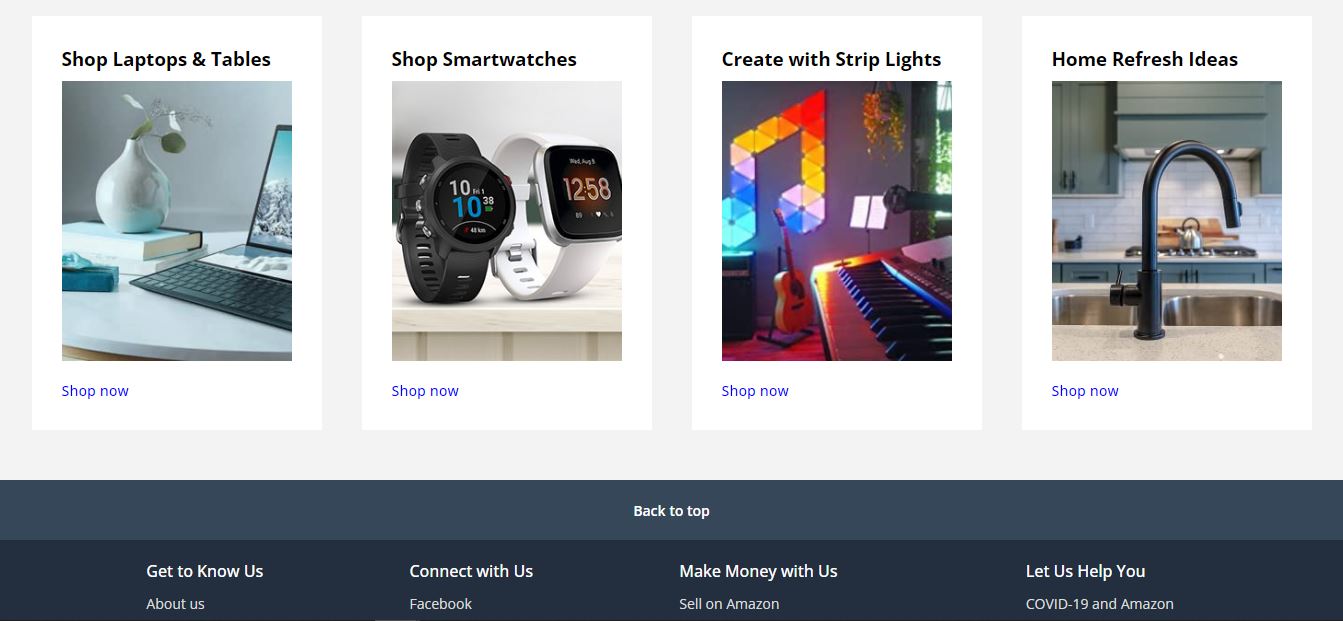 Shop Laptops & Tables
Shop Smartwatches
Create with Strip Lights
Home Refresh Ideas
10 Fri 1
10 38
48 km
Wed, Aug 5
12:58
89
Shop now
Shop now
Shop now
Shop now
Back to top
Get to Know Us
Connect with Us
Make Money with Us
Let Us Help You
About us
Facebook
Sell on Amazon
COVID-19 and Amazon